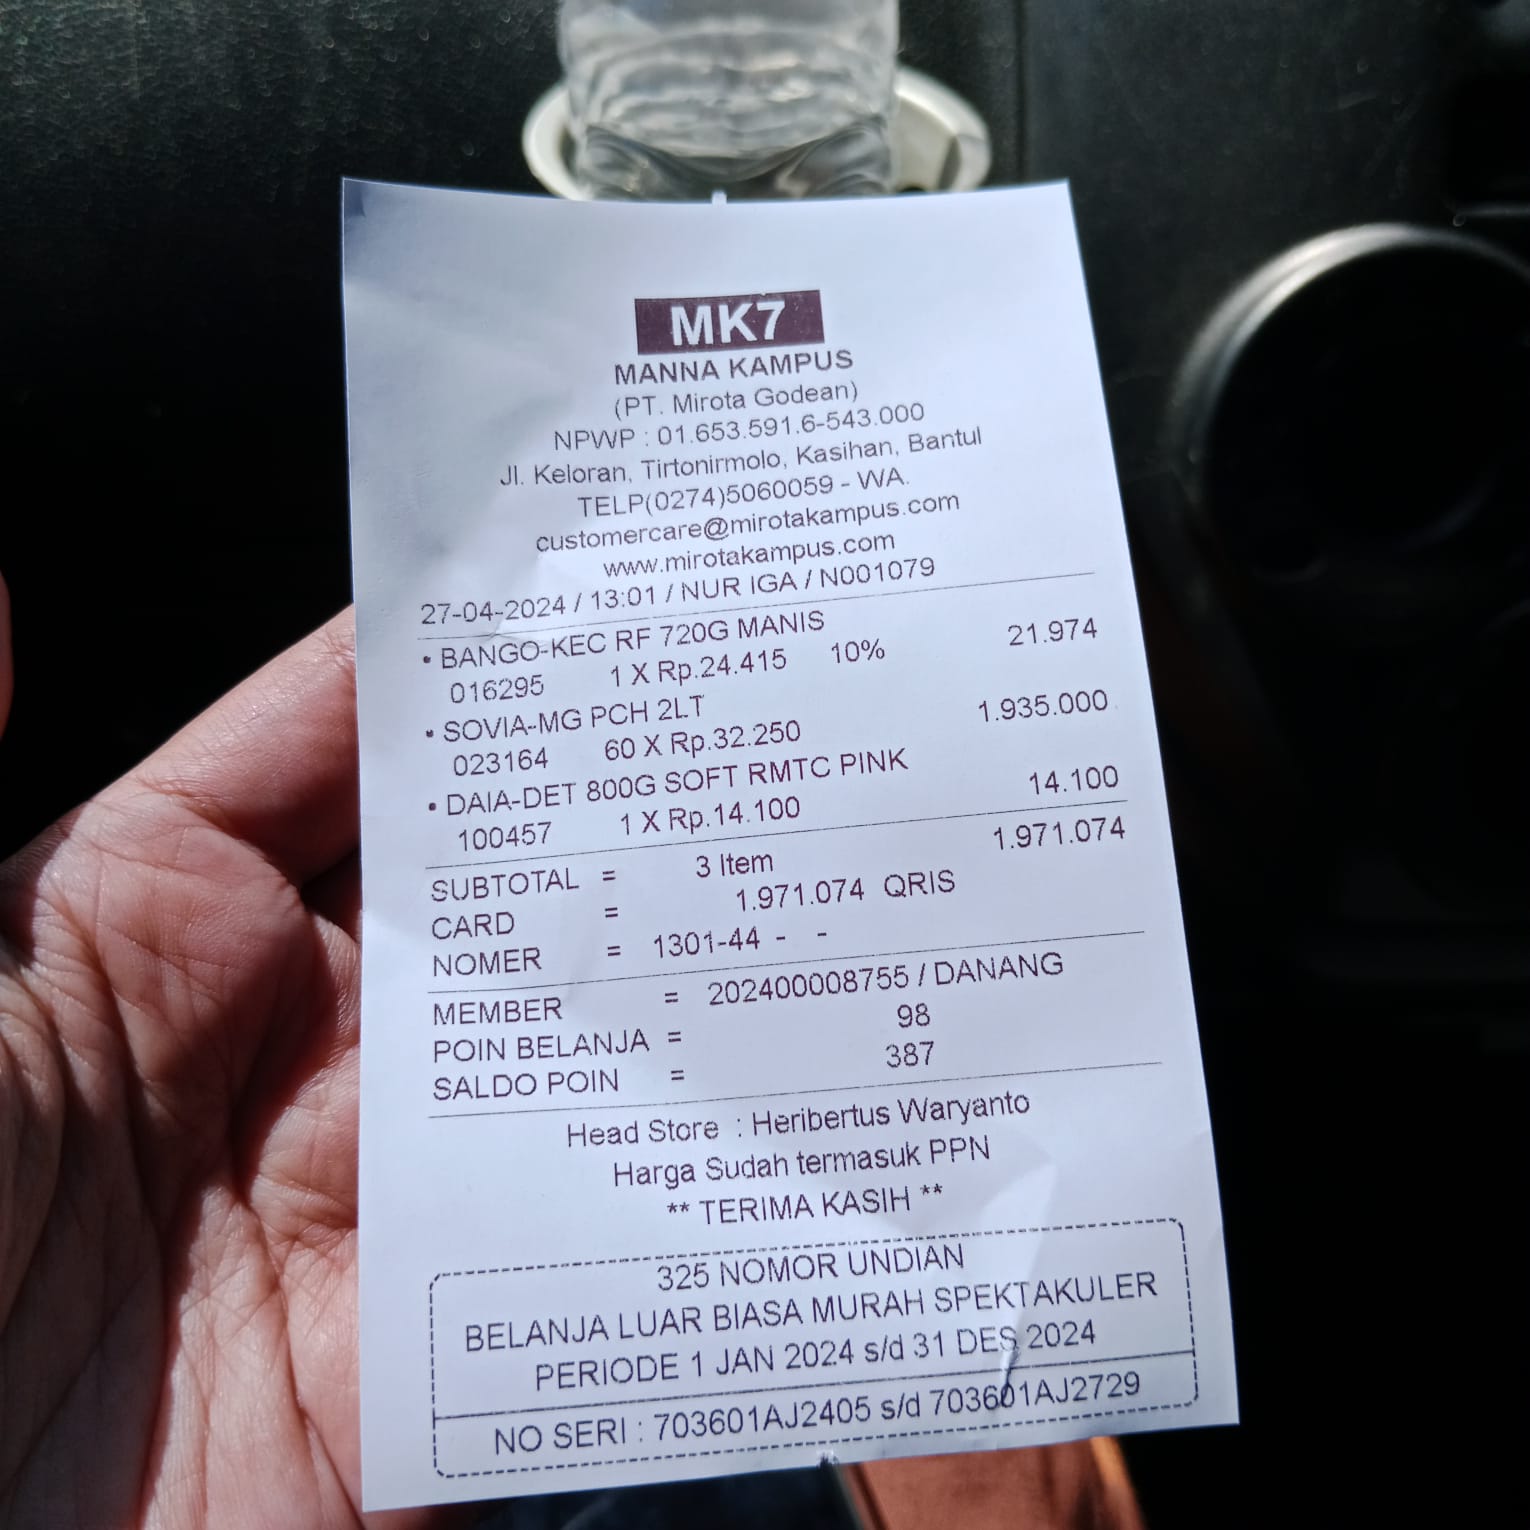 MK7
MANNA KAMPUS
(PT. Mirota Godean)
NPWP : 01.653.591.6-543.000
Jl. Keloran, Tirtonirmolo, Kasihan, Bantul
TELP(0274)5060059 - WA.
customercare@mirotakampus.com
www.mirotakampus.com
27-04-2024 / 13:01 / NUR IGA / N001079
• BANGO-KEC RF 720G MANIS
016295 1 X Rp.24.415 10% 21.974
• SOVIA-MG PCH 2LT
023164 60 X Rp.32.250 1.935.000
• DAIA-DET 800G SOFT RMTC PINK
100457 1 X Rp.14.100 14.100
SUBTOTAL = 3 Item 1.971.074
CARD = 1.971.074 QRIS
NOMER = 1301-44 - -
MEMBER = 202400008755 / DANANG
POIN BELANJA = 98
SALDO POIN = 387
Head Store : Heribertus Waryanto
Harga Sudah termasuk PPN
** TERIMA KASIH **
325 NOMOR UNDIAN
BELANJA LUAR BIASA MURAH SPEKTAKULER
PERIODE 1 JAN 2024 s/d 31 DES 2024
NO SERI : 703601AJ2405 s/d 703601AJ2729